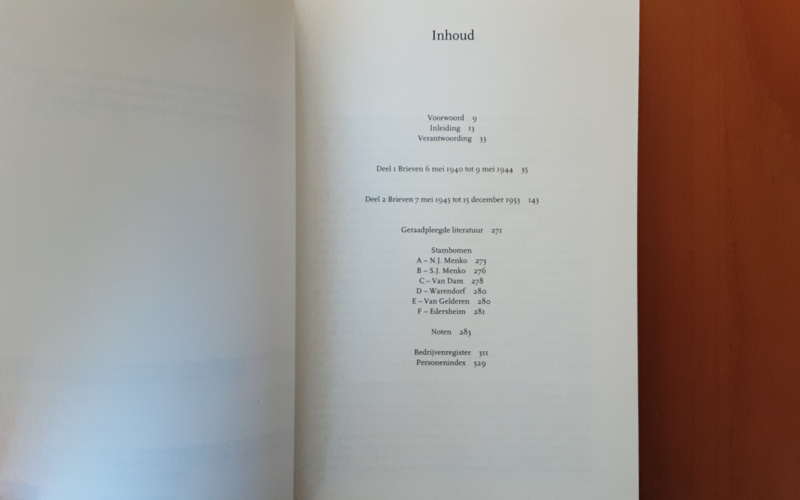 Inhoud
Voorwoord 9
Inleiding 13
Verantwoording 33
Deel 1 Brieven 6 mei 1940 tot 9 mei 1944 35
Deel 2 Brieven 7 mei 1945 tot 15 december 1953 143
Geraadpleegde literatuur 271
Stambomen
A – N.J. Menko 273
B – S.J. Menko 276
C – Van Dam 278
D – Warendorf 280
E – Van Gelderen 280
F – Edersheim 281
Noten 283
Bedrijvenregister 311
Personenindex 329